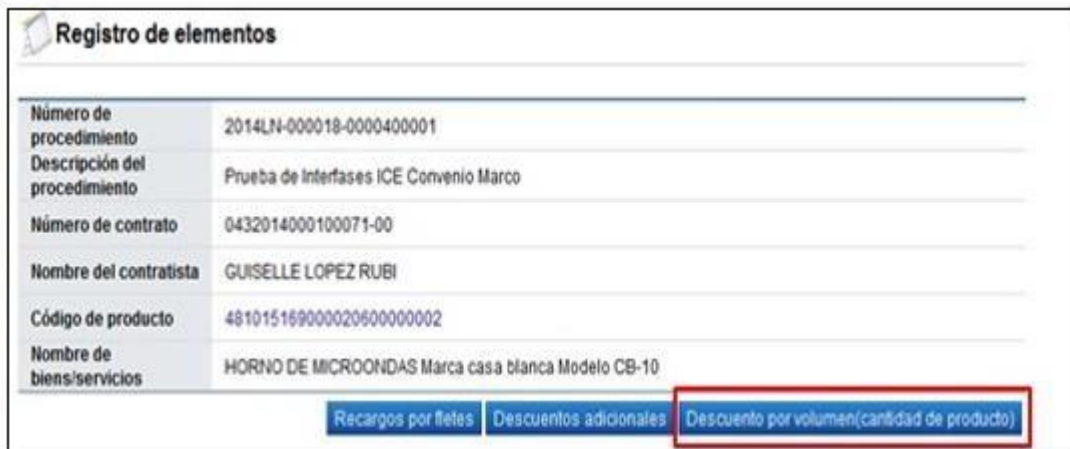 Registro de elementos
Número de
procedimiento
2014LN-000018-0000400001
Descripción del
procedimiento
Prueba de Interfases ICE Convenio Marco
Número de contrato
0432014000100071-00
Nombre del contratista
GUISELLE LOPEZ RUBI
Código de producto
481015169000020600000002
Nombre de
biens/servicios
HORNO DE MICROONDAS Marca casa blanca Modelo CB-10
Recargos por fletes
Descuentos adicionales
Descuento por volumen(cantidad de producto)